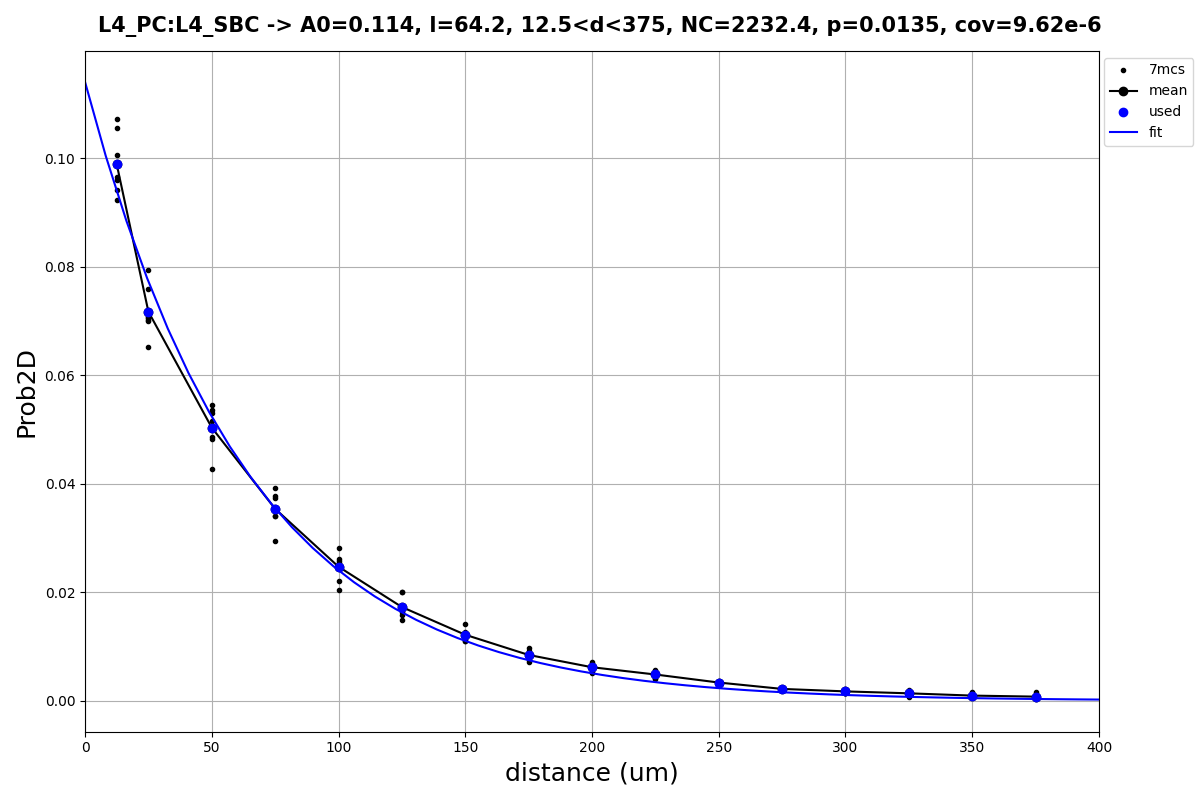 L4_PC:L4_SBC -> A0=0.114, l=64.2, 12.5<d<375, NC=2232.4, p=0.0135, cov=9.62e-6
7mcs
mean
used
fit
0.10
0.08
0.06
0.04
0.02
0.00
Prob2D
0 50 100 150 200 250 300 350 400
distance (um)